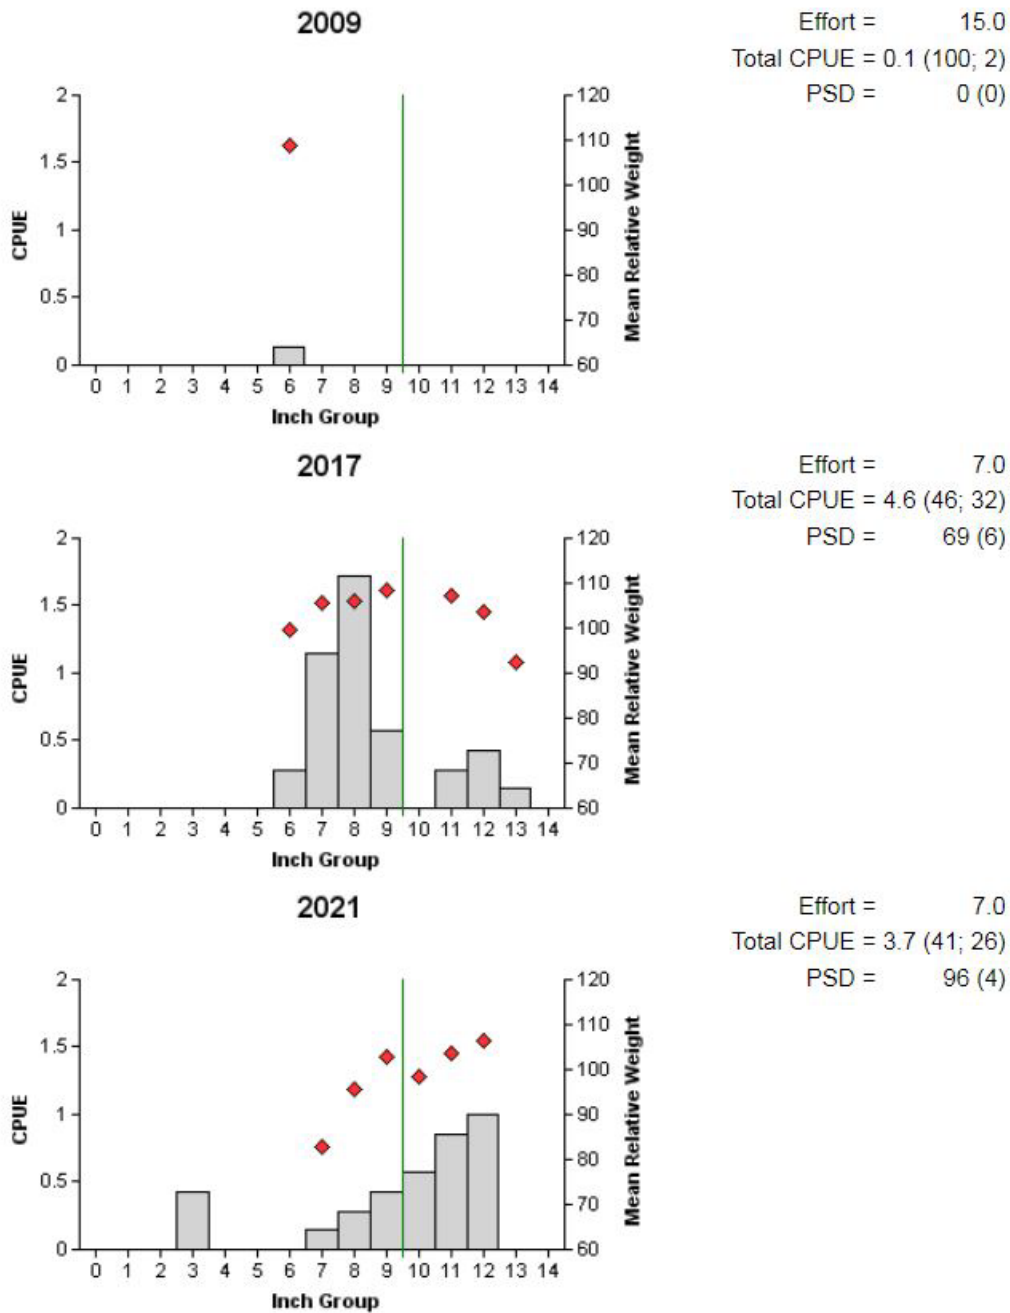 2009
Effort = 15.0
Total CPUE = 0.1 (100; 2)
PSD = 0 (0)
2 120
110
1.5 100
CPUE 1 90 Mean Relative Weight
80
0.5 70
0 60
0 1 2 3 4 5 6 7 8 9 10 11 12 13 14
Inch Group
2017
Effort = 7.0
Total CPUE = 4.6 (46; 32)
PSD = 69 (6)
2 120
110
1.5 100
CPUE 1 90 Mean Relative Weight
80
0.5 70
0 60
0 1 2 3 4 5 6 7 8 9 10 11 12 13 14
Inch Group
2021
Effort = 7.0
Total CPUE = 3.7 (41; 26)
PSD = 96 (4)
2 120
110
1.5 100
CPUE 1 90 Mean Relative Weight
80
0.5 70
0 60
0 1 2 3 4 5 6 7 8 9 10 11 12 13 14
Inch Group